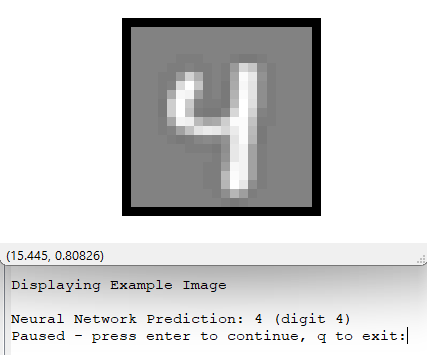 4
(15.445, 0.80826)
Displaying Example Image
Neural Network Prediction: 4 (digit 4)
Paused - press enter to continue, q to exit: